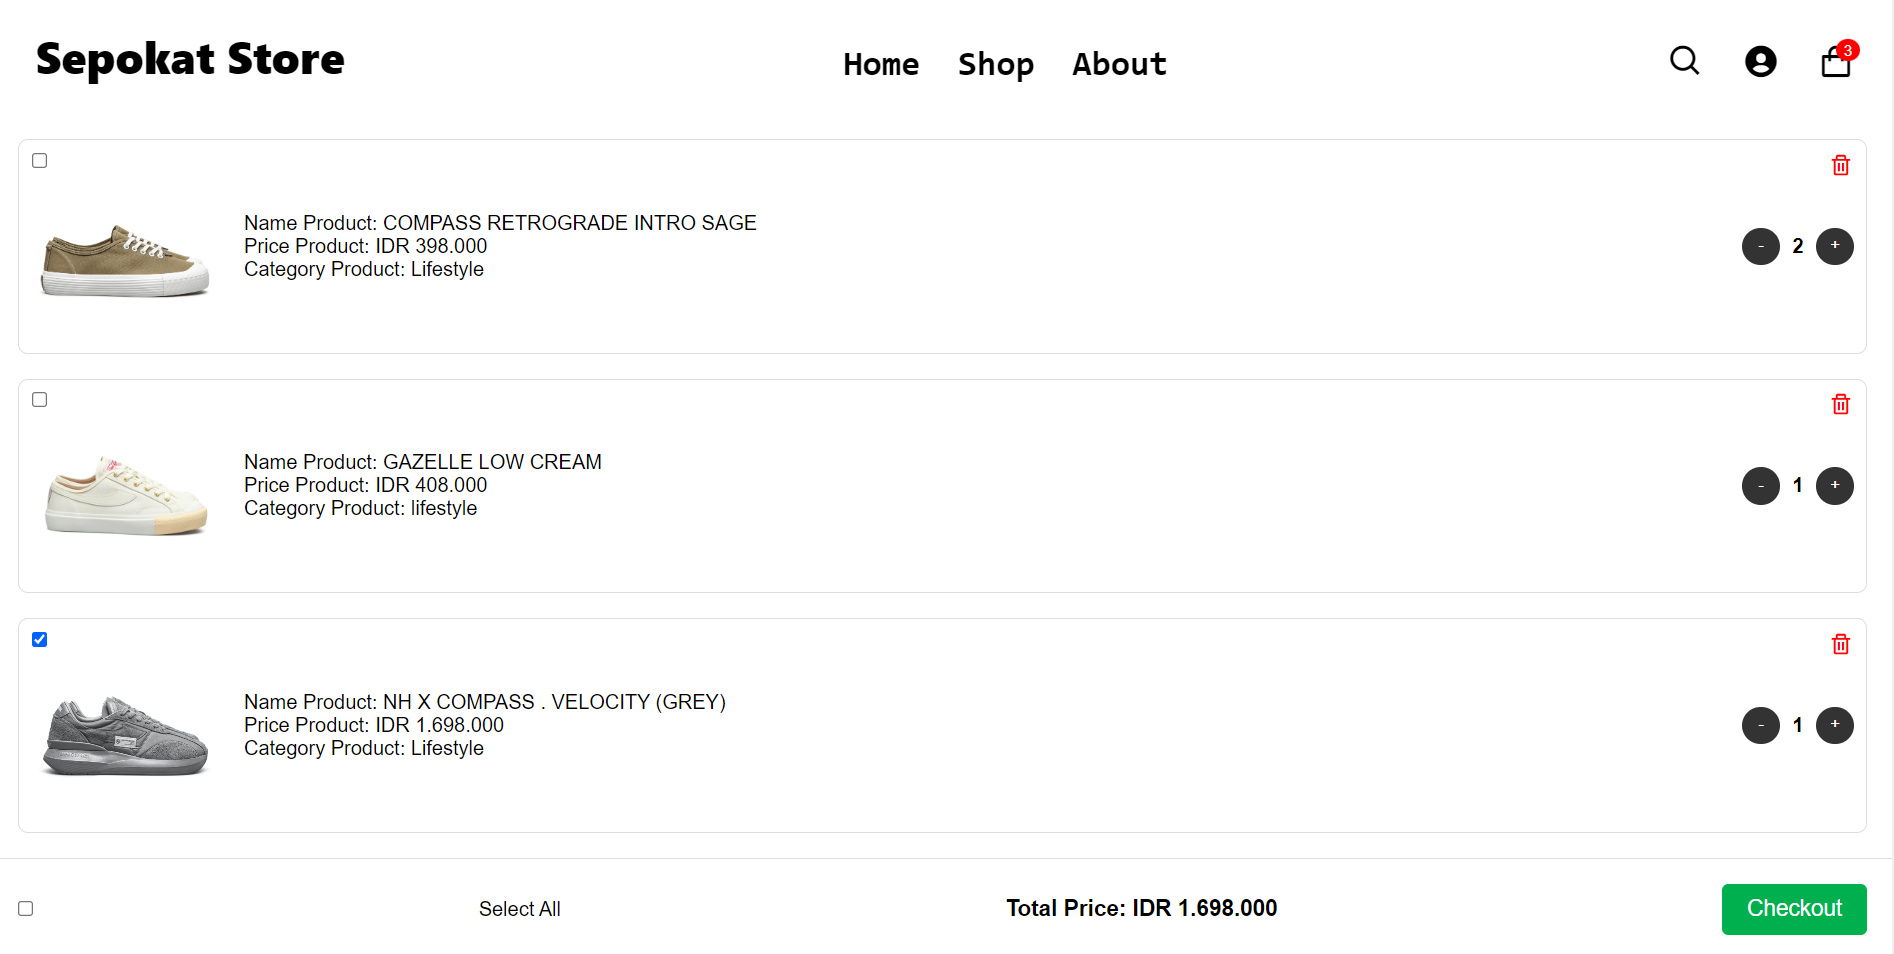 Sepokat Store
Home Shop About
3
Name Product: COMPASS RETROGRADE INTRO SAGE
Price Product: IDR 398.000
Category Product: Lifestyle
- 2 +
Name Product: GAZELLE LOW CREAM
Price Product: IDR 408.000
Category Product: lifestyle
- 1 +
Name Product: NH X COMPASS . VELOCITY (GREY)
Price Product: IDR 1.698.000
Category Product: Lifestyle
- 1 +
Select All
Total Price: IDR 1.698.000
Checkout